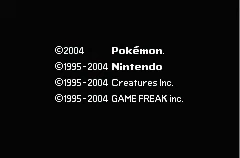 ©2004 Pokémon.
©1995-2004 Nintendo
©1995-2004 Creatures Inc.
©1995-2004 GAME FREAK inc.